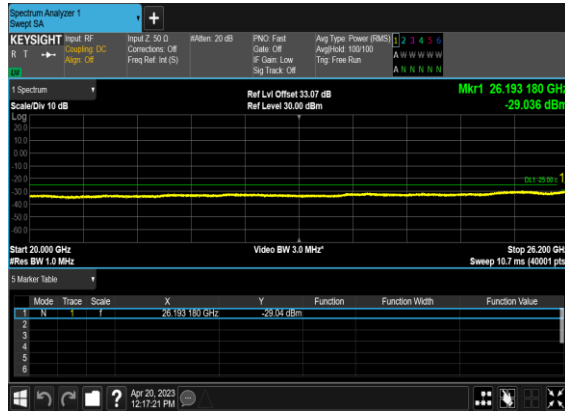 Spectrum Analyzer 1
Swept SA
+
KEYSIGHT Input: RF Input Z: 50 Ω #Atten: 20 dB PNO: Fast Avg Type: Power (RMS) 1 2 3 4 5 6
R T Coupling: DC Corrections: Off Gate: Off Avg|Hold: 100/100 A W W W W W
Align: Off Freq Ref: Int (S) IF Gain: Low Trig: Free Run
Sig Track: Off A N N N N N
1 Spectrum Ref Lvl Offset 33.07 dB Mkr1 26.193 180 GHz
Scale/Div 10 dB Ref Level 30.00 dBm -29.036 dBm
Log
20.0
10.0
0.00
-10.0
-20.0
DL1 -25.00
1
-30.0
-40.0
-50.0
-60.0
Start 20.000 GHz Video BW 3.0 MHz* Stop 26.200 GHz
#Res BW 1.0 MHz Sweep 10.7 ms (40001 pts
5 Marker Table
Mode Trace Scale X Y Function Function Width Function Value
1 N 1 f 26.193 180 GHz -29.04 dBm
2
3
4
5
6
? Apr 20, 2023
12:17:21 PM